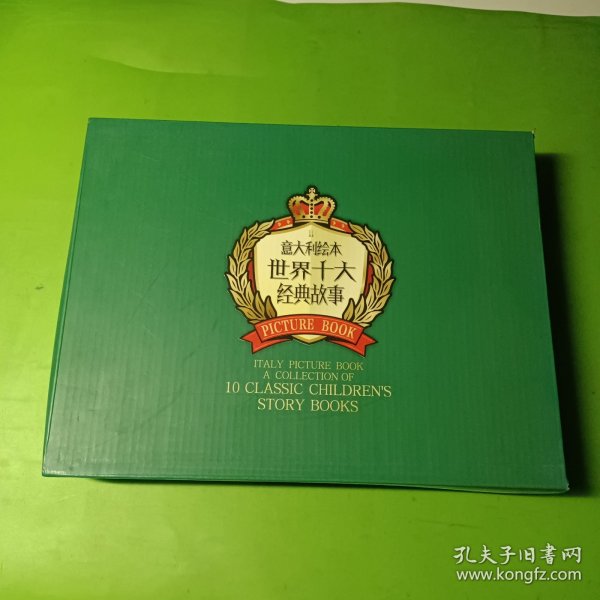 意大利绘本
世界十大
经典故事
PICTURE BOOK
ITALY PICTURE BOOK
A COLLECTION OF
10 CLASSIC CHILDREN'S
STORY BOOKS
孔夫子旧书网
www.kongfz.com